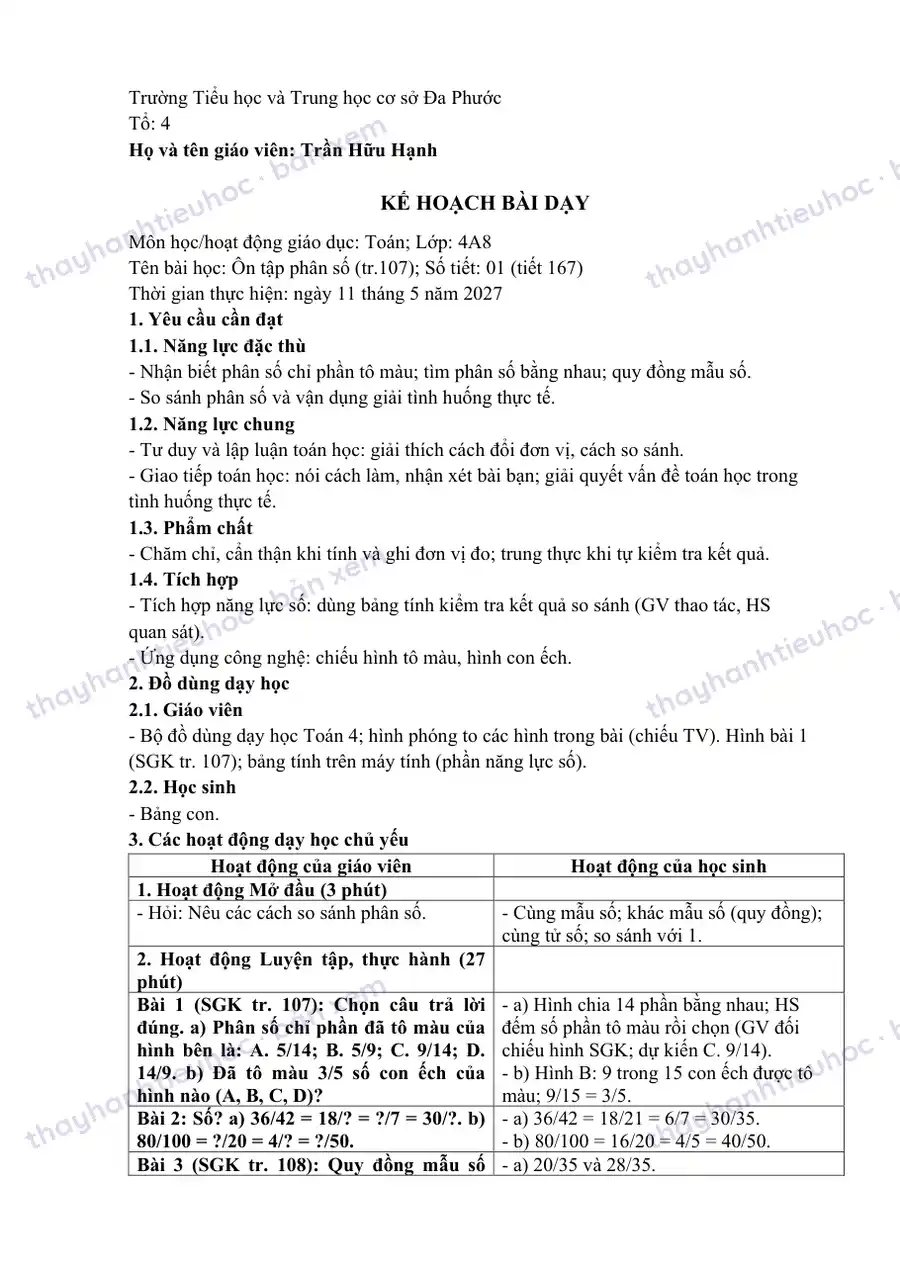 Trường Tiểu học và Trung học cơ sở Đa Phước
Tổ: 4
Họ và tên giáo viên: Trần Hữu Hạnh
KẾ HOẠCH BÀI DẠY
Môn học/hoạt động giáo dục: Toán; Lớp: 4A8
Tên bài học: Ôn tập phân số (tr.107); Số tiết: 01 (tiết 167)
Thời gian thực hiện: ngày 11 tháng 5 năm 2027
1. Yêu cầu cần đạt
1.1. Năng lực đặc thù
- Nhận biết phân số chỉ phần tô màu; tìm phân số bằng nhau; quy đồng mẫu số.
- So sánh phân số và vận dụng giải tình huống thực tế.
1.2. Năng lực chung
- Tư duy và lập luận toán học: giải thích cách đổi đơn vị, cách so sánh.
- Giao tiếp toán học: nói cách làm, nhận xét bài bạn; giải quyết vấn đề toán học trong
tình huống thực tế.
1.3. Phẩm chất
- Chăm chỉ, cẩn thận khi tính và ghi đơn vị đo; trung thực khi tự kiểm tra kết quả.
1.4. Tích hợp
- Tích hợp năng lực số: dùng bảng tính kiểm tra kết quả so sánh (GV thao tác, HS
quan sát).
- Ứng dụng công nghệ: chiếu hình tô màu, hình con ếch.
2. Đồ dùng dạy học
2.1. Giáo viên
- Bộ đồ dùng dạy học Toán 4; hình phóng to các hình trong bài (chiếu TV). Hình bài 1
(SGK tr. 107); bảng tính trên máy tính (phần năng lực số).
2.2. Học sinh
- Bảng con.
3. Các hoạt động dạy học chủ yếu
Hoạt động của giáo viên
Hoạt động của học sinh
1. Hoạt động Mở đầu (3 phút)
- Hỏi: Nêu các cách so sánh phân số.
- Cùng mẫu số; khác mẫu số (quy đồng);
cùng tử số; so sánh với 1.
2. Hoạt động Luyện tập, thực hành (27
phút)
Bài 1 (SGK tr. 107): Chọn câu trả lời
đúng. a) Phân số chỉ phần đã tô màu của
hình bên là: A. 5/14; B. 5/9; C. 9/14; D.
14/9. b) Đã tô màu 3/5 số con ếch của
hình nào (A, B, C, D)?
- a) Hình chia 14 phần bằng nhau; HS
đếm số phần tô màu rồi chọn (GV đối
chiếu hình SGK; dự kiến C. 9/14).
- b) Hình B: 9 trong 15 con ếch được tô
màu; 9/15 = 3/5.
Bài 2: Số? a) 36/42 = 18/? = ?/7 = 30/?. b)
80/100 = ?/20 = 4/? = ?/50.
- a) 36/42 = 18/21 = 6/7 = 30/35.
- b) 80/100 = 16/20 = 4/5 = 40/50.
Bài 3 (SGK tr. 108): Quy đồng mẫu số
- a) 20/35 và 28/35.
thayhanhtieuhoc · bản xem
thayhanhtieuhoc · b
thayhanhtieuhoc · bản xem
thayhanhtieuhoc · b
thayhanhtieuhoc · bản xem
thayhanhtieuhoc · b